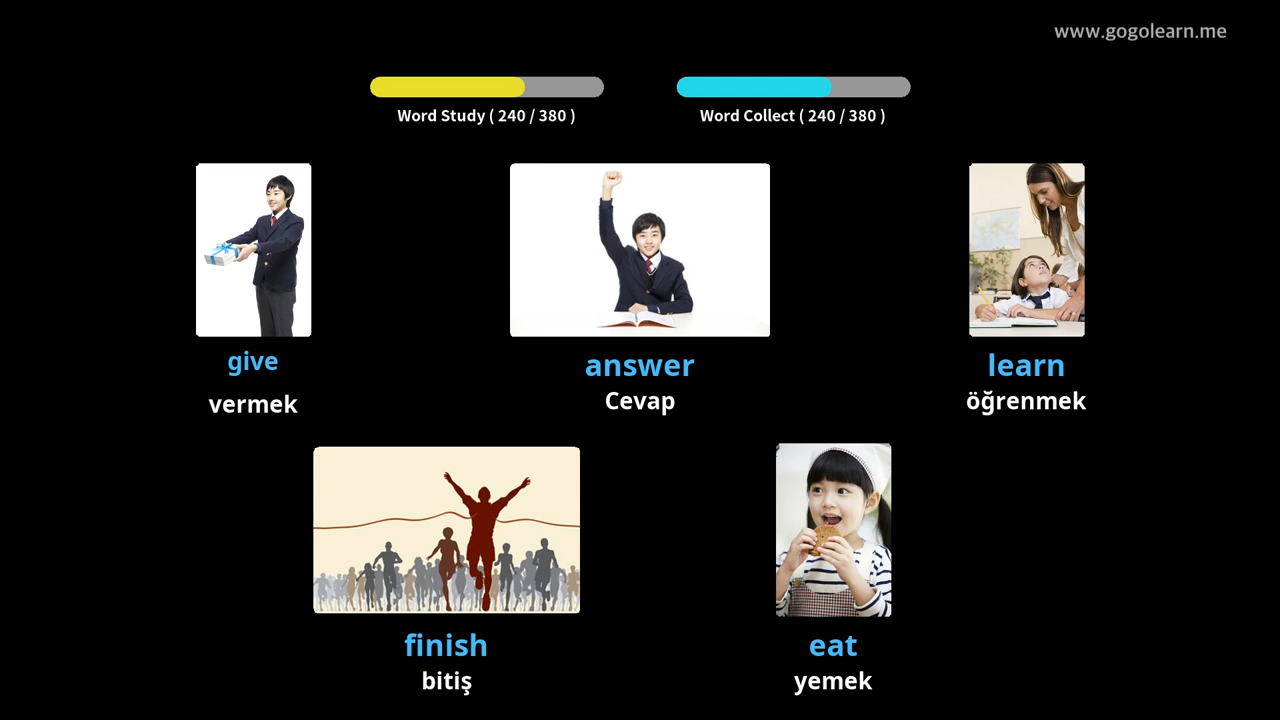 www.gogolearn.me
Word Study ( 240 / 380 )
Word Collect ( 240 / 380 )
give
vermek
answer
Cevap
learn
öğrenmek
finish
bitiş
eat
yemek